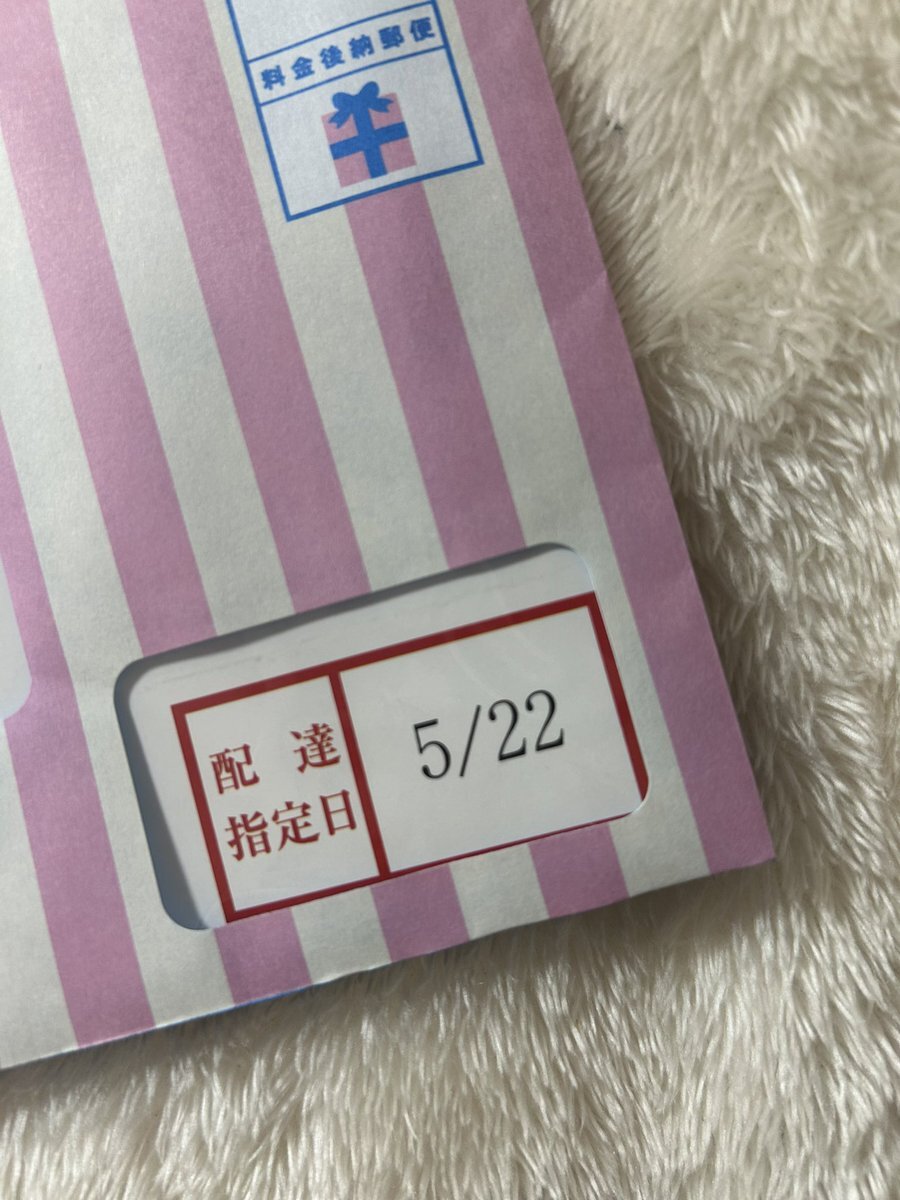 料金後納郵便
配 達
指定日
5/22